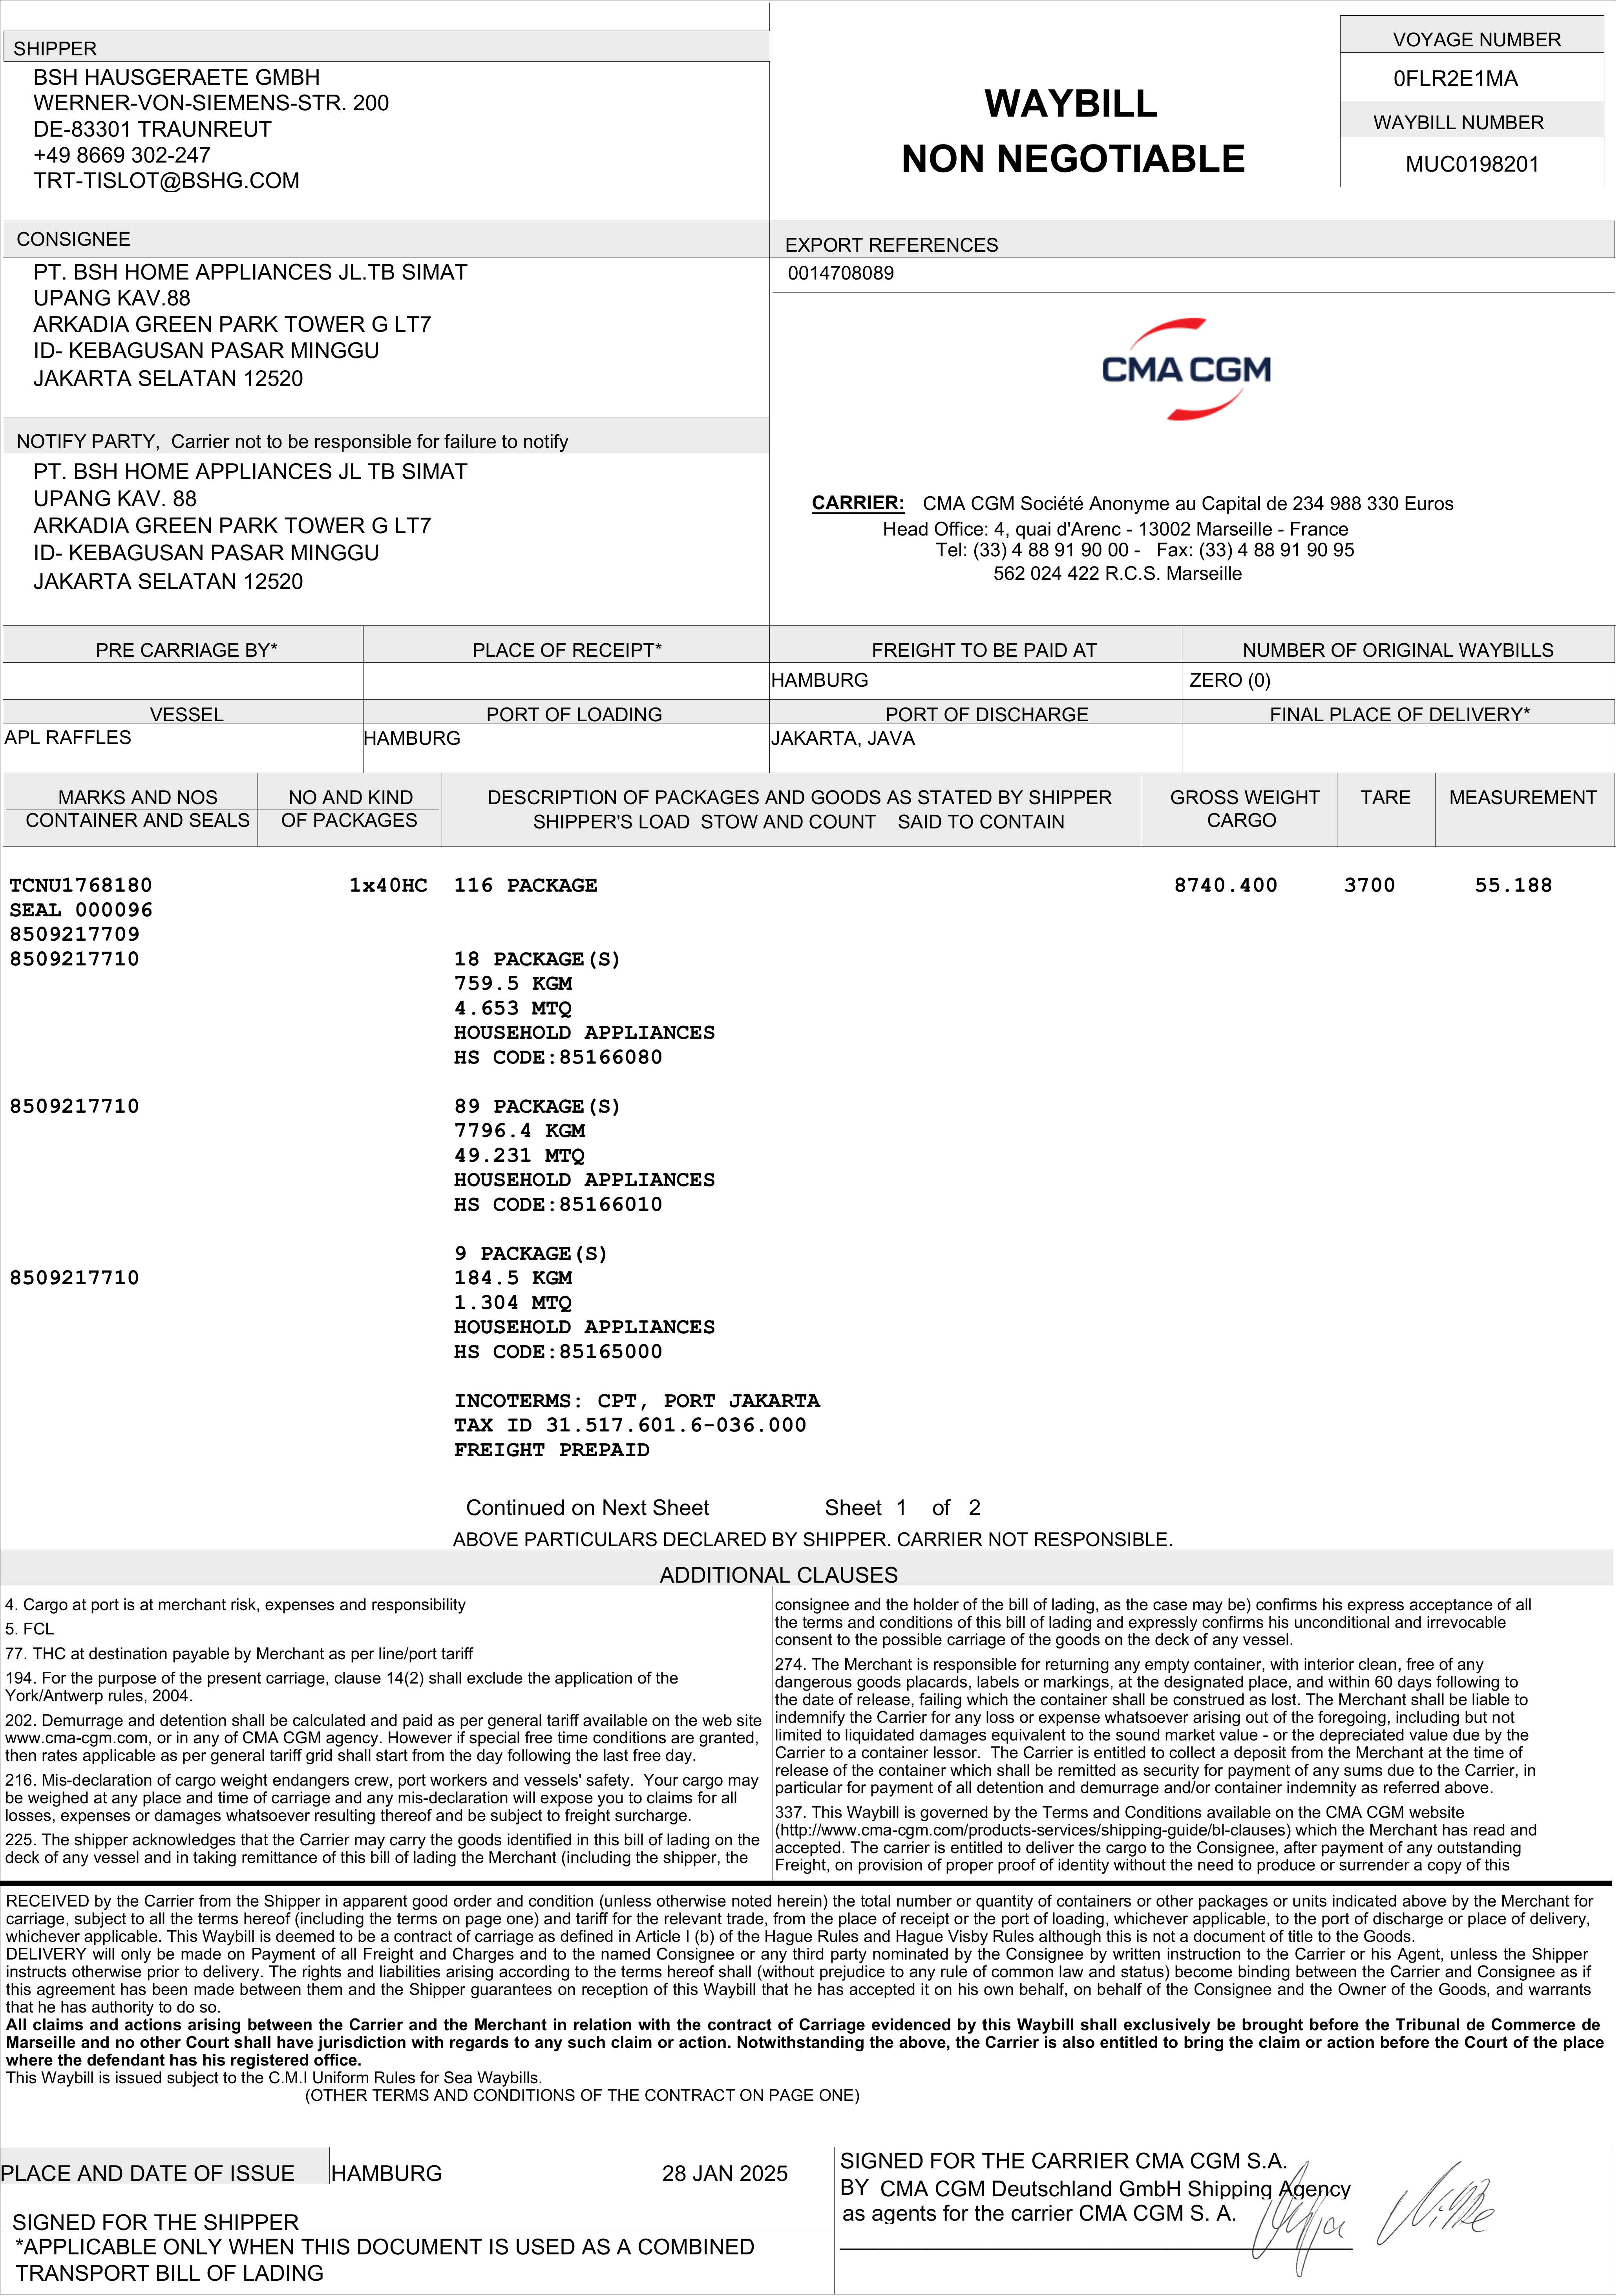 SHIPPER
BSH HAUSGERAETE GMBH
WERNER-VON-SIEMENS-STR. 200
DE-83301 TRAUNREUT
+49 8669 302-247
TRT-TISLOT@BSHG.COM
WAYBILL
NON NEGOTIABLE
VOYAGE NUMBER
0FLR2E1MA
WAYBILL NUMBER
MUC0198201
CONSIGNEE
PT. BSH HOME APPLIANCES JL.TB SIMAT
UPANG KAV.88
ARKADIA GREEN PARK TOWER G LT7
ID- KEBAGUSAN PASAR MINGGU
JAKARTA SELATAN 12520
EXPORT REFERENCES
0014708089
CMA CGM
NOTIFY PARTY, Carrier not to be responsible for failure to notify
PT. BSH HOME APPLIANCES JL TB SIMAT
UPANG KAV. 88
ARKADIA GREEN PARK TOWER G LT7
ID- KEBAGUSAN PASAR MINGGU
JAKARTA SELATAN 12520
CARRIER: CMA CGM Société Anonyme au Capital de 234 988 330 Euros
Head Office: 4, quai d'Arenc - 13002 Marseille - France
Tel: (33) 4 88 91 90 00 - Fax: (33) 4 88 91 90 95
562 024 422 R.C.S. Marseille
PRE CARRIAGE BY* PLACE OF RECEIPT* FREIGHT TO BE PAID AT NUMBER OF ORIGINAL WAYBILLS
HAMBURG ZERO (0)
VESSEL PORT OF LOADING PORT OF DISCHARGE FINAL PLACE OF DELIVERY*
APL RAFFLES HAMBURG JAKARTA, JAVA
MARKS AND NOS NO AND KIND DESCRIPTION OF PACKAGES AND GOODS AS STATED BY SHIPPER GROSS WEIGHT TARE MEASUREMENT
CONTAINER AND SEALS OF PACKAGES SHIPPER'S LOAD STOW AND COUNT SAID TO CONTAIN CARGO
TCNU1768180 1x40HC 116 PACKAGE 8740.400 3700 55.188
SEAL 000096
8509217709
8509217710 18 PACKAGE(S)
759.5 KGM
4.653 MTQ
HOUSEHOLD APPLIANCES
HS CODE:85166080
8509217710 89 PACKAGE(S)
7796.4 KGM
49.231 MTQ
HOUSEHOLD APPLIANCES
HS CODE:85166010
9 PACKAGE(S)
8509217710 184.5 KGM
1.304 MTQ
HOUSEHOLD APPLIANCES
HS CODE:85165000
INCOTERMS: CPT, PORT JAKARTA
TAX ID 31.517.601.6-036.000
FREIGHT PREPAID
Continued on Next Sheet Sheet 1 of 2
ABOVE PARTICULARS DECLARED BY SHIPPER. CARRIER NOT RESPONSIBLE.
ADDITIONAL CLAUSES
4. Cargo at port is at merchant risk, expenses and responsibility
5. FCL
77. THC at destination payable by Merchant as per line/port tariff
194. For the purpose of the present carriage, clause 14(2) shall exclude the application of the
York/Antwerp rules, 2004.
202. Demurrage and detention shall be calculated and paid as per general tariff available on the web site
www.cma-cgm.com, or in any of CMA CGM agency. However if special free time conditions are granted,
then rates applicable as per general tariff grid shall start from the day following the last free day.
216. Mis-declaration of cargo weight endangers crew, port workers and vessels' safety. Your cargo may
be weighed at any place and time of carriage and any mis-declaration will expose you to claims for all
losses, expenses or damages whatsoever resulting thereof and be subject to freight surcharge.
225. The shipper acknowledges that the Carrier may carry the goods identified in this bill of lading on the
deck of any vessel and in taking remittance of this bill of lading the Merchant (including the shipper, the
consignee and the holder of the bill of lading, as the case may be) confirms his express acceptance of all
the terms and conditions of this bill of lading and expressly confirms his unconditional and irrevocable
consent to the possible carriage of the goods on the deck of any vessel.
274. The Merchant is responsible for returning any empty container, with interior clean, free of any
dangerous goods placards, labels or markings, at the designated place, and within 60 days following to
the date of release, failing which the container shall be construed as lost. The Merchant shall be liable to
indemnify the Carrier for any loss or expense whatsoever arising out of the foregoing, including but not
limited to liquidated damages equivalent to the sound market value - or the depreciated value due by the
Carrier to a container lessor. The Carrier is entitled to collect a deposit from the Merchant at the time of
release of the container which shall be remitted as security for payment of any sums due to the Carrier, in
particular for payment of all detention and demurrage and/or container indemnity as referred above.
337. This Waybill is governed by the Terms and Conditions available on the CMA CGM website
(http://www.cma-cgm.com/products-services/shipping-guide/bl-clauses) which the Merchant has read and
accepted. The carrier is entitled to deliver the cargo to the Consignee, after payment of any outstanding
Freight, on provision of proper proof of identity without the need to produce or surrender a copy of this
RECEIVED by the Carrier from the Shipper in apparent good order and condition (unless otherwise noted herein) the total number or quantity of containers or other packages or units indicated above by the Merchant for
carriage, subject to all the terms hereof (including the terms on page one) and tariff for the relevant trade, from the place of receipt or the port of loading, whichever applicable, to the port of discharge or place of delivery,
whichever applicable. This Waybill is deemed to be a contract of carriage as defined in Article I (b) of the Hague Rules and Hague Visby Rules although this is not a document of title to the Goods.
DELIVERY will only be made on Payment of all Freight and Charges and to the named Consignee or any third party nominated by the Consignee by written instruction to the Carrier or his Agent, unless the Shipper
instructs otherwise prior to delivery. The rights and liabilities arising according to the terms hereof shall (without prejudice to any rule of common law and status) become binding between the Carrier and Consignee as if
this agreement has been made between them and the Shipper guarantees on reception of this Waybill that he has accepted it on his own behalf, on behalf of the Consignee and the Owner of the Goods, and warrants
that he has authority to do so.
All claims and actions arising between the Carrier and the Merchant in relation with the contract of Carriage evidenced by this Waybill shall exclusively be brought before the Tribunal de Commerce de
Marseille and no other Court shall have jurisdiction with regards to any such claim or action. Notwithstanding the above, the Carrier is also entitled to bring the claim or action before the Court of the place
where the defendant has his registered office.
This Waybill is issued subject to the C.M.I Uniform Rules for Sea Waybills.
(OTHER TERMS AND CONDITIONS OF THE CONTRACT ON PAGE ONE)
PLACE AND DATE OF ISSUE HAMBURG 28 JAN 2025
SIGNED FOR THE SHIPPER
*APPLICABLE ONLY WHEN THIS DOCUMENT IS USED AS A COMBINED
TRANSPORT BILL OF LADING
SIGNED FOR THE CARRIER CMA CGM S.A.
BY CMA CGM Deutschland GmbH Shipping Agency
as agents for the carrier CMA CGM S. A.